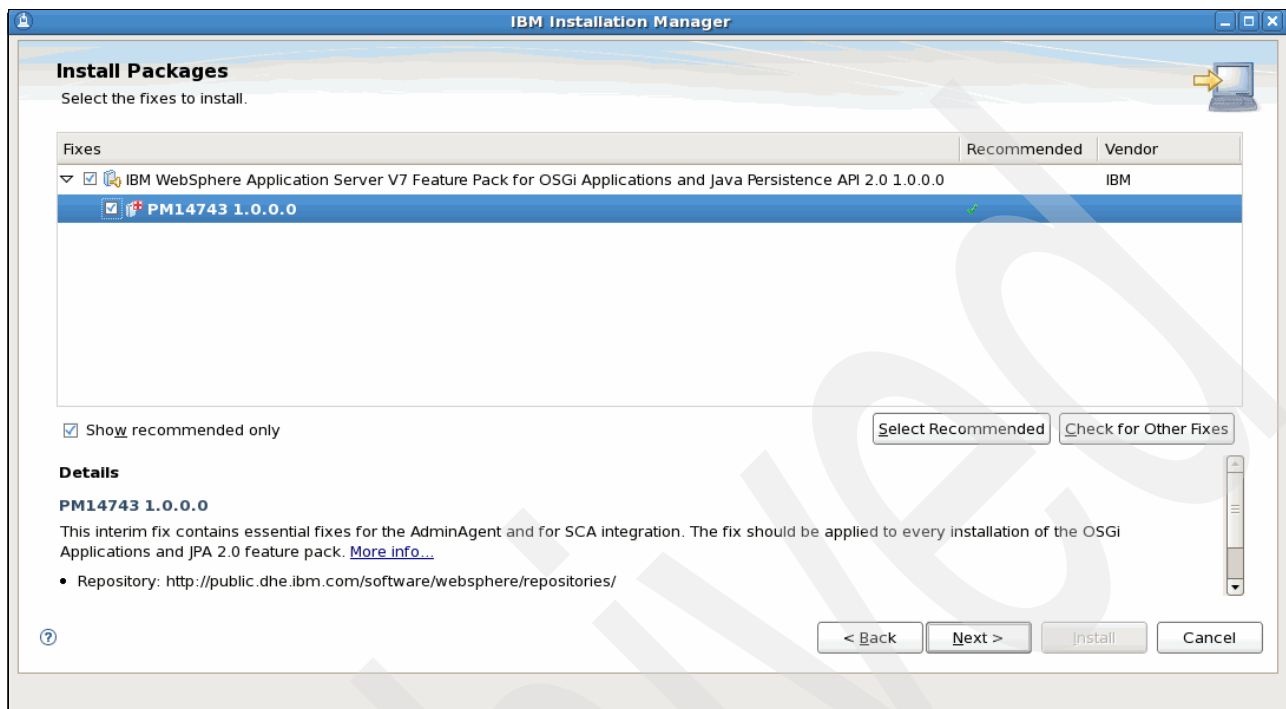 IBM Installation Manager
Install Packages
Select the fixes to install.
Fixes Recommended Vendor
IBM WebSphere Application Server V7 Feature Pack for OSGi Applications and Java Persistence API 2.0 1.0.0.0 IBM
PM14743 1.0.0.0
Show recommended only
Select Recommended Check for Other Fixes
Details
PM14743 1.0.0.0
This interim fix contains essential fixes for the AdminAgent and for SCA integration. The fix should be applied to every installation of the OSGi
Applications and JPA 2.0 feature pack. More info...
• Repository: http://public.dhe.ibm.com/software/websphere/repositories/
? < Back Next > Install Cancel